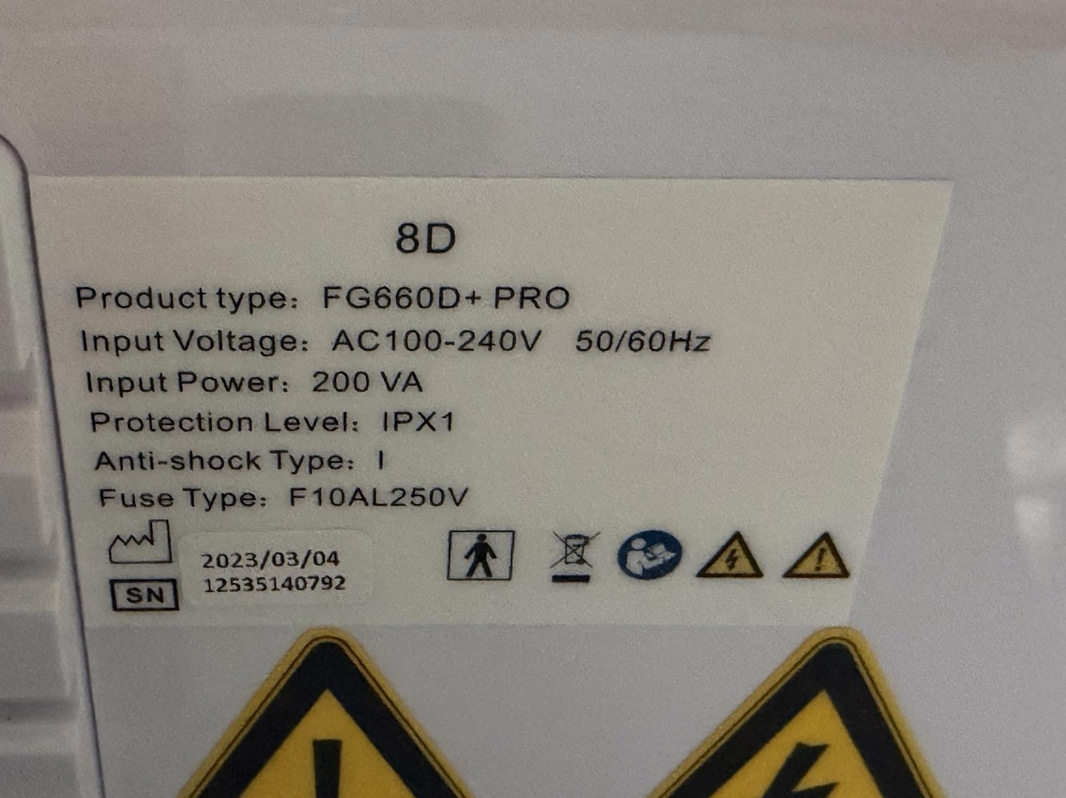 8D
Product type: FG660D+ PRO
Input Voltage: AC100-240V 50/60Hz
Input Power: 200 VA
Protection Level: IPX1
Anti-shock Type: I
Fuse Type: F10AL250V
2023/03/04
SN 12535140792